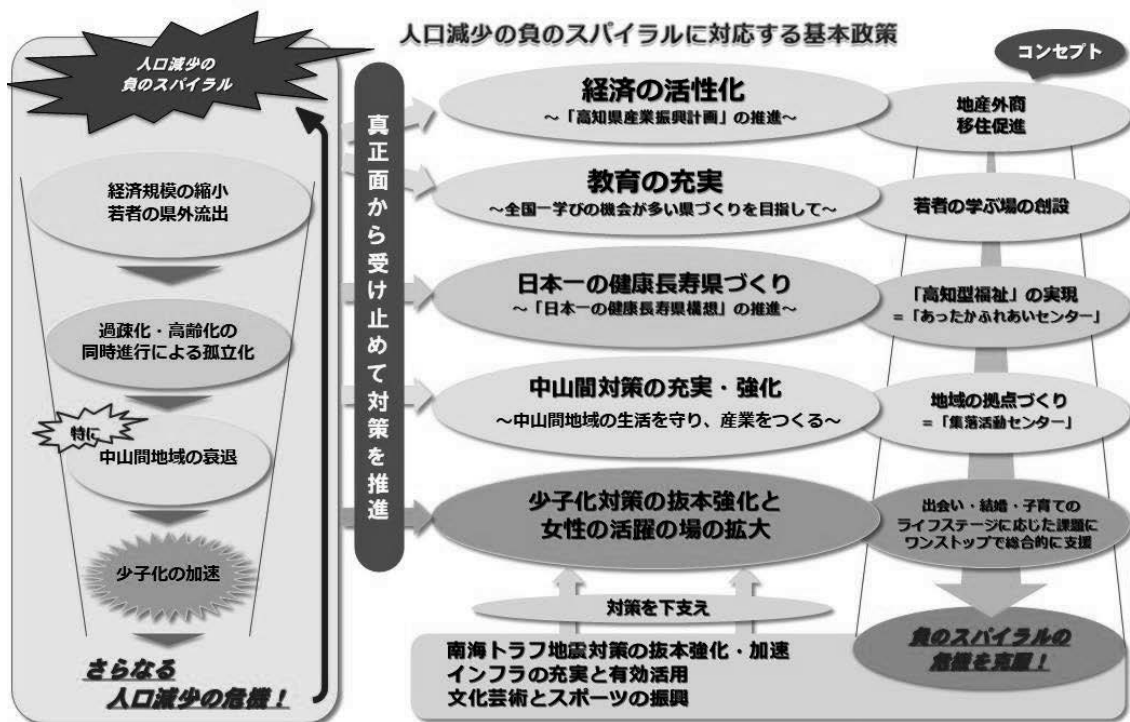 人口減少の負のスパイラルに対応する基本政策
人口減少の
負のスパイラル
経済規模の縮小
若者の県外流出
過疎化・高齢化の
同時進行による孤立化
特に
中山間地域の衰退
少子化の加速
さらなる
人口減少の危機！
真正面から受け止めて対策を推進
経済の活性化
～「高知県産業振興計画」の推進～
教育の充実
～全国一学びの機会が多い県づくりを目指して～
日本一の健康長寿県づくり
～「日本一の健康長寿県構想」の推進～
中山間対策の充実・強化
～中山間地域の生活を守り、産業をつくる～
少子化対策の抜本強化と
女性の活躍の場の拡大
対策を下支え
南海トラフ地震対策の抜本強化・加速
インフラの充実と有効活用
文化芸術とスポーツの振興
コンセプト
地産外商
移住促進
若者の学ぶ場の創設
「高知型福祉」の実現
＝「あったかふれあいセンター」
地域の拠点づくり
＝「集落活動センター」
出会い・結婚・子育ての
ライフステージに応じた課題に
ワンストップで総合的に支援
負のスパイラルの
危機を克服！